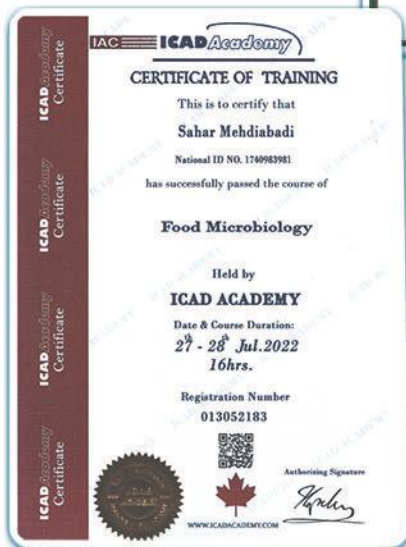 IAC ICAD Academy
CERTIFICATE OF TRAINING
This is to certify that
Sahar Mehdiabadi
National ID NO. 1740983981
has successfully passed the course of
Food Microbiology
Held by
ICAD ACADEMY
Date & Course Duration:
27th - 28th Jul.2022
16hrs.
Registration Number
013052183
Authorizing Signature
WWW.ICADACADEMY.COM
ICAD Academy
Certificate
ICAD Academy
Certificate
ICAD Academy
Certificate
ICAD Academy
Certificate